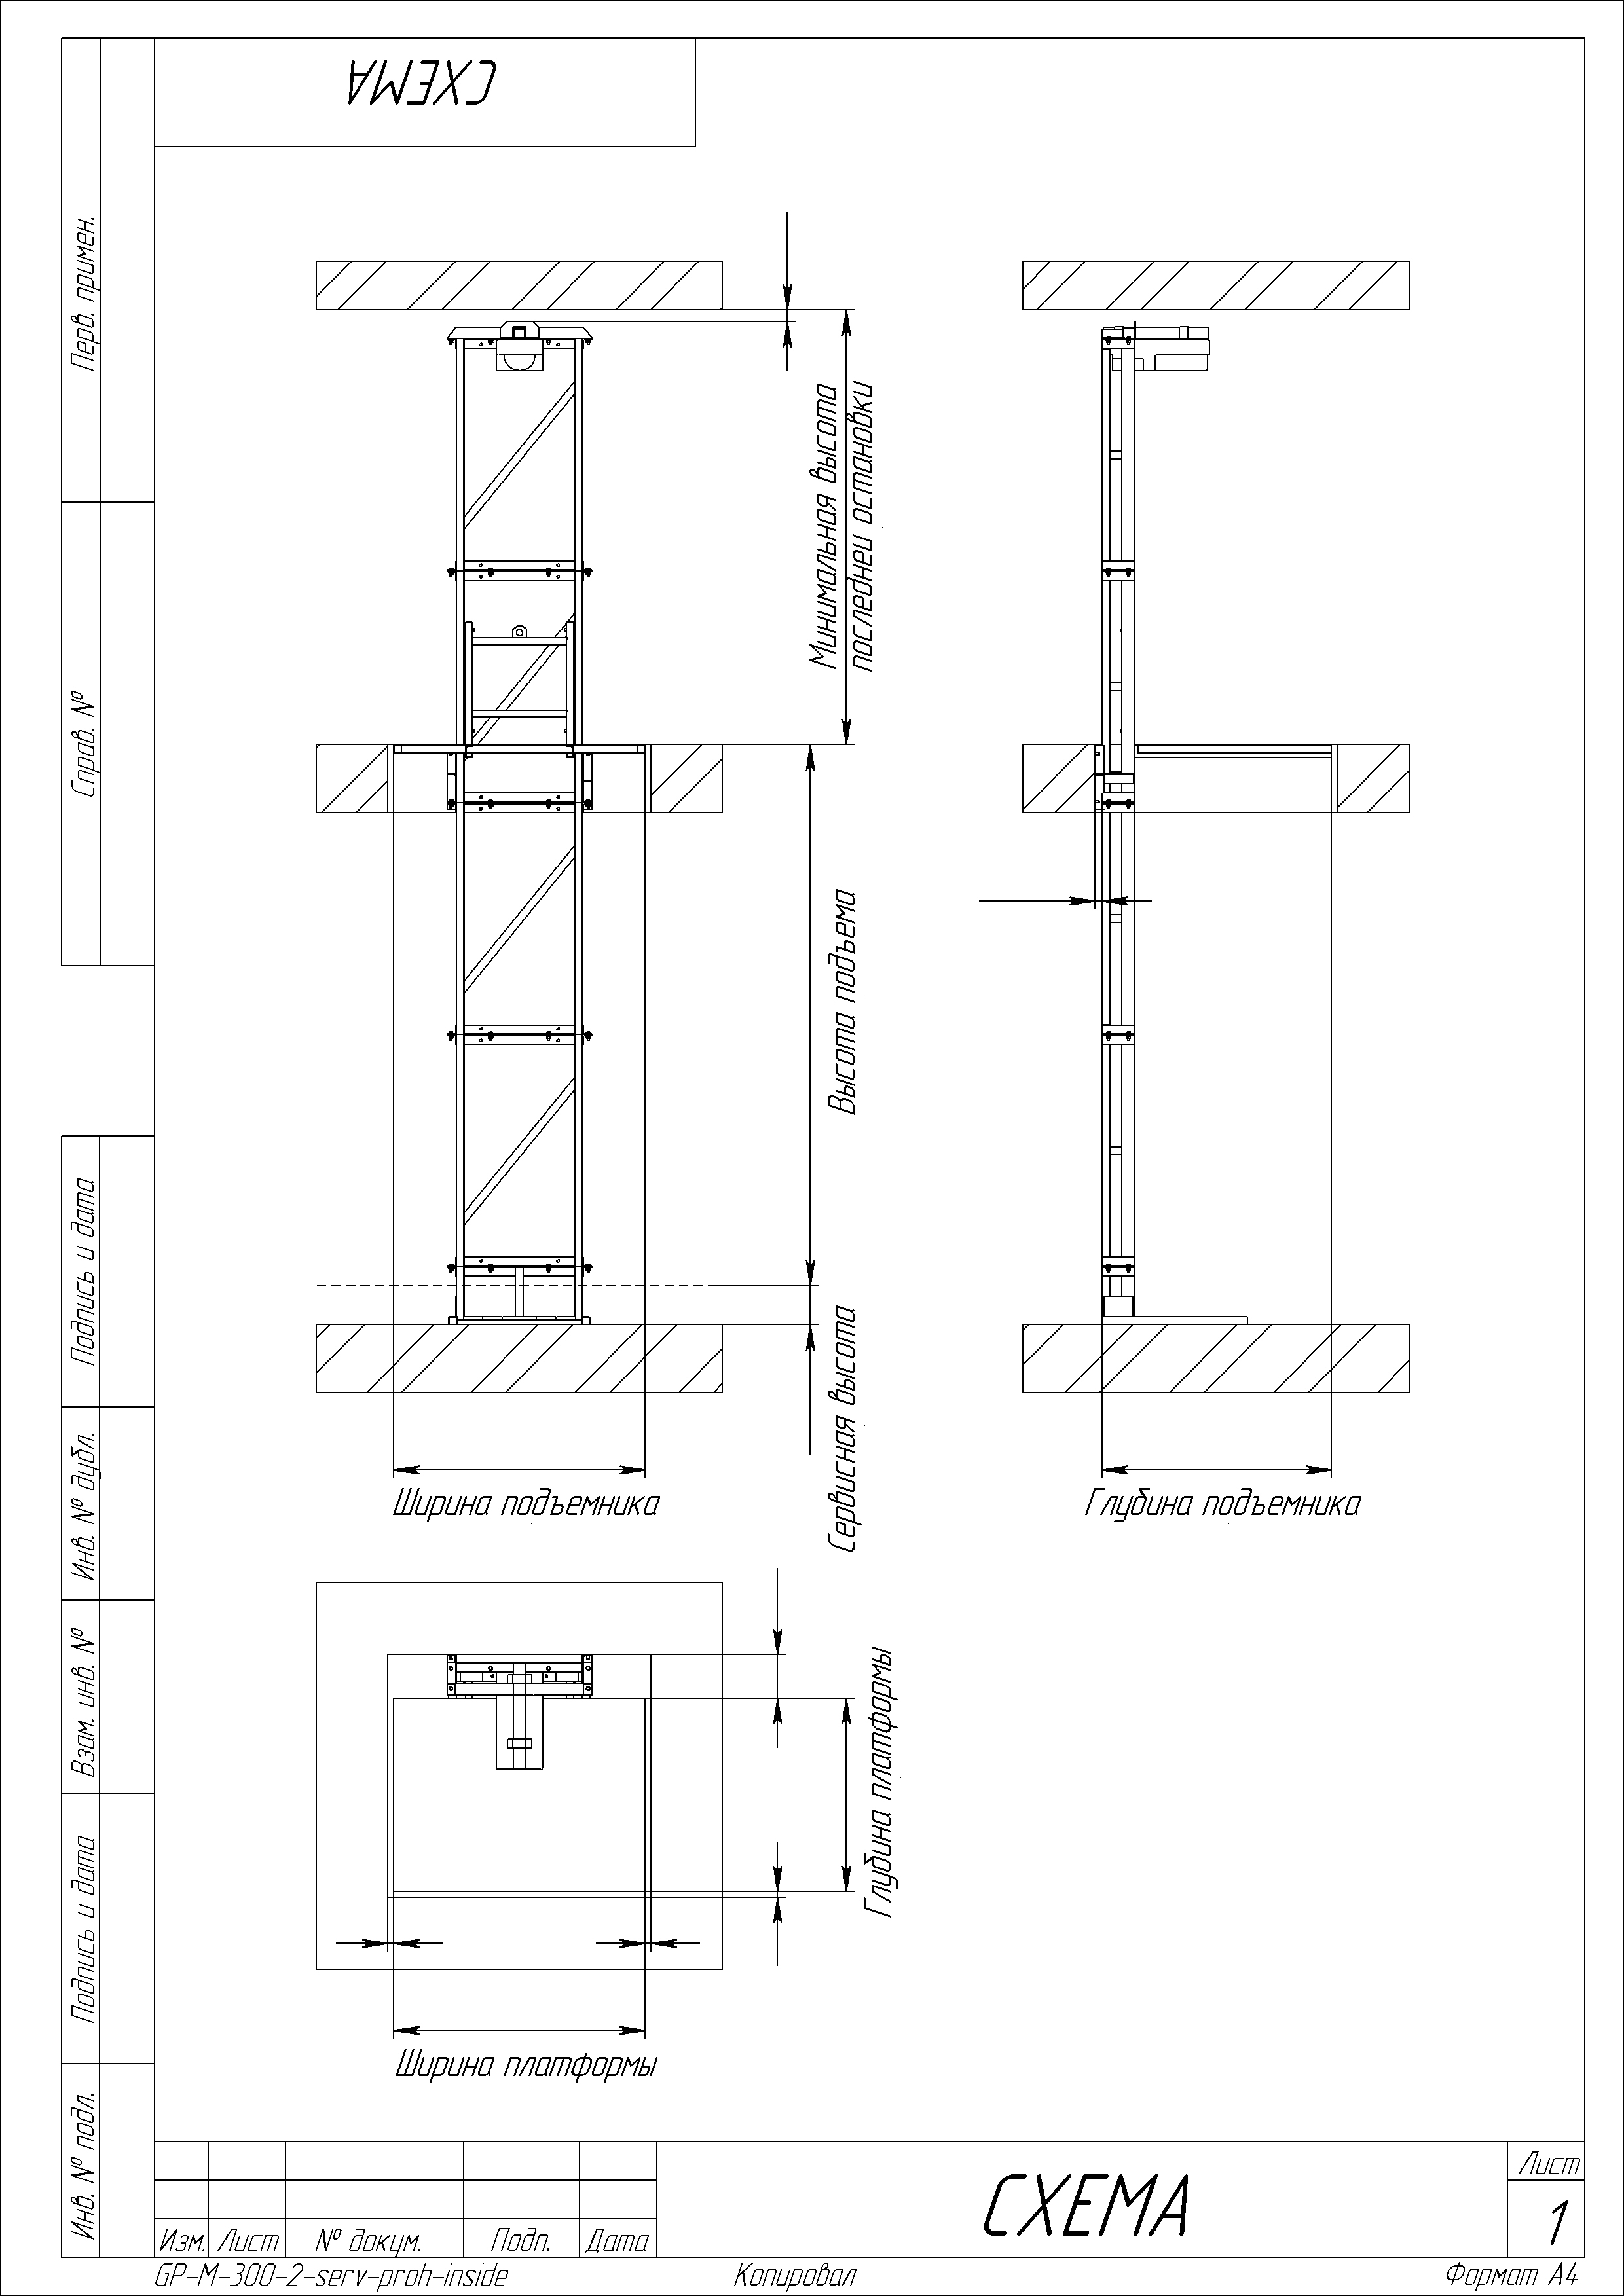 СХЕМА
Перв. примен.
Справ. №
Минимальная высота
последней остановки
Высота подъема
Сервисная высота
Ширина подъемника
Глубина подъемника
Глубина платформы
Ширина платформы
Подпись и дата
Инв. № дубл.
Взам. инв. №
Подпись и дата
Инв. № подл.
Изм. Лист № докум. Подп. Дата
СХЕМА
Лист
1
GP-M-300-2-serv-proh-inside Копировал Формат А4